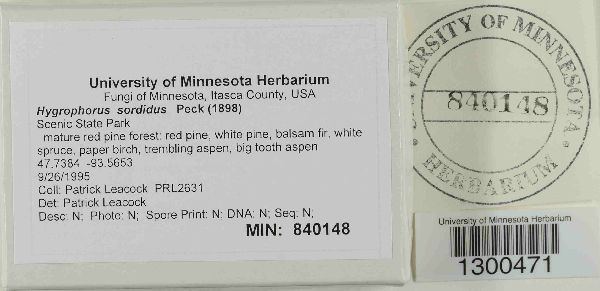 University of Minnesota Herbarium
Fungi of Minnesota, Itasca County, USA
Hygrophorus sordidus Peck (1898)
Scenic State Park
mature red pine forest: red pine, white pine, balsam fir, white
spruce, paper birch, trembling aspen, big tooth aspen
47.7384 -93.5653
9/26/1995
Coll: Patrick Leacock PRL2631
Det: Patrick Leacock
Desc: N; Photo: N; Spore Print: N; DNA: N; Seq: N;
MIN: 840148
UNIVERSITY OF MINNESOTA
840148
HERBARIUM
University of Minnesota Herbarium
1300471